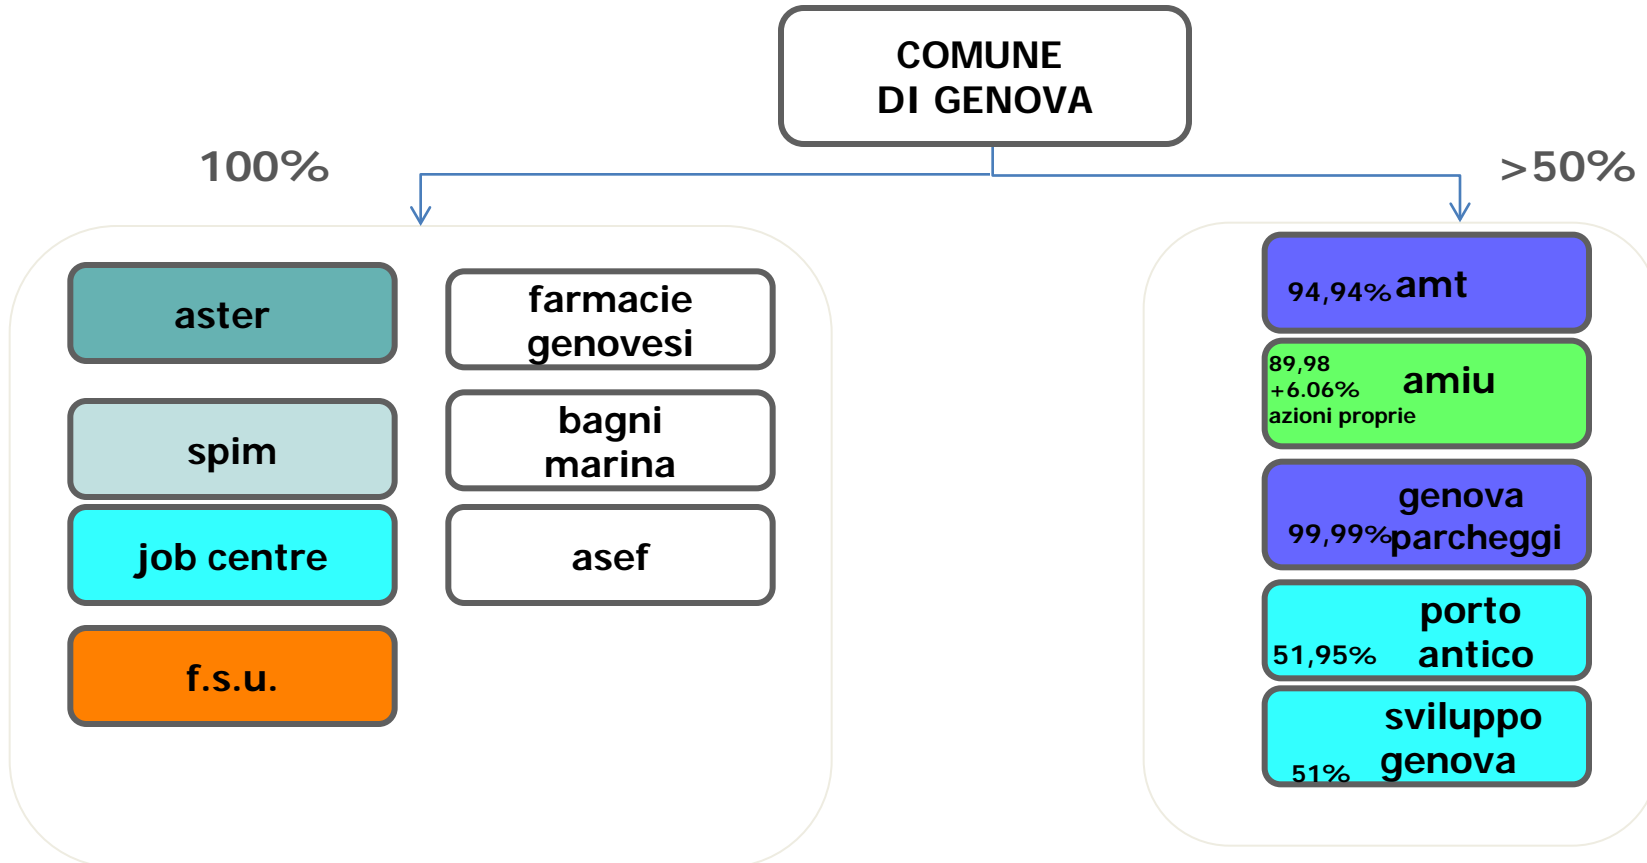 COMUNE
DI GENOVA
100%
>50%
aster
spim
job centre
f.s.u.
farmacie
genovesi
bagni
marina
asef
94,94% amt
89,98
+6.06% amiu
azioni proprie
genova
99,99% parcheggi
porto
51,95% antico
sviluppo
51% genova